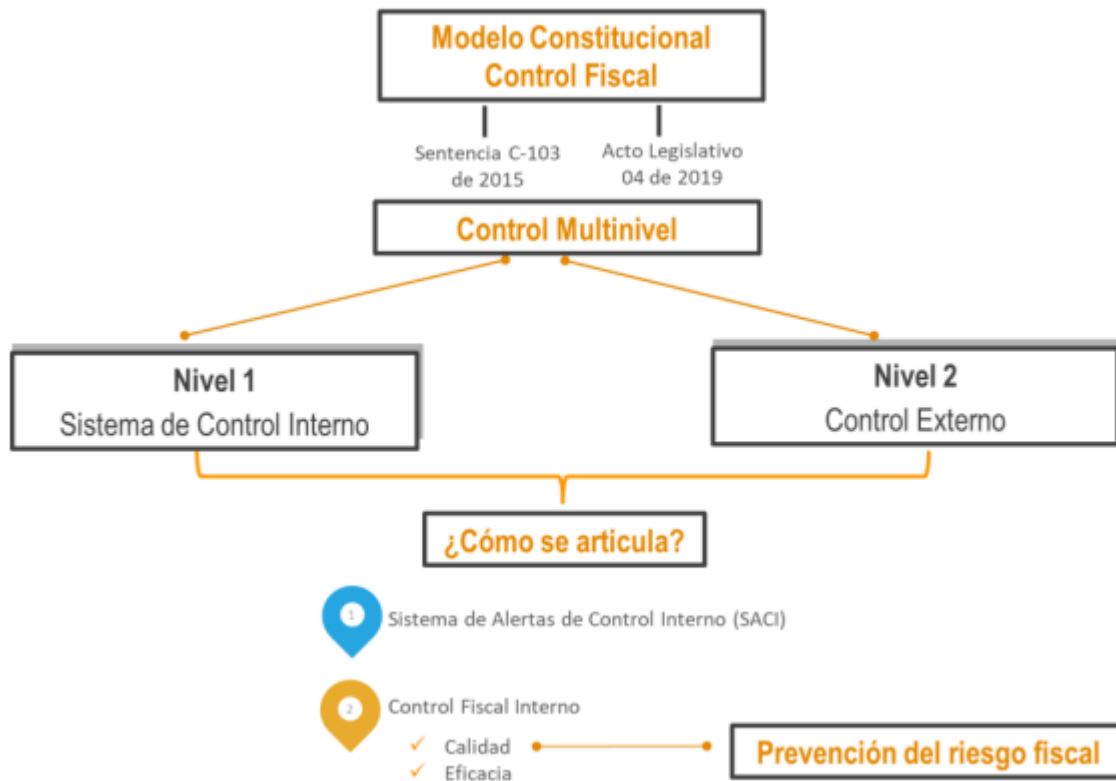 Modelo Constitucional
Control Fiscal
Sentencia C-103
de 2015
Acto Legislativo
04 de 2019
Control Multinivel
Nivel 1
Sistema de Control Interno
Nivel 2
Control Externo
¿Cómo se articula?
1
Sistema de Alertas de Control Interno (SACI)
2
Control Fiscal Interno
✓ Calidad
✓ Eficacia
Prevención del riesgo fiscal